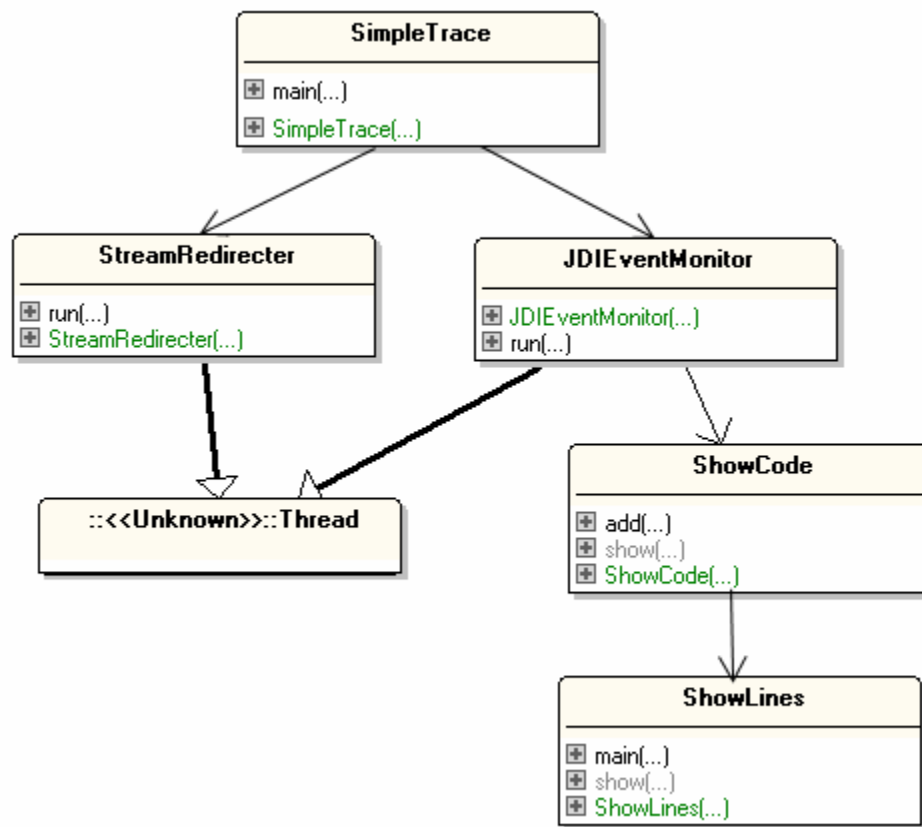 SimpleTrace
main(...)
SimpleTrace(...)
StreamRedirecter
run(...)
StreamRedirecter(...)
JDIEventMonitor
JDIEventMonitor(...)
run(...)
::<<Unknown>>::Thread
ShowCode
add(...)
show(...)
ShowCode(...)
ShowLines
main(...)
show(...)
ShowLines(...)